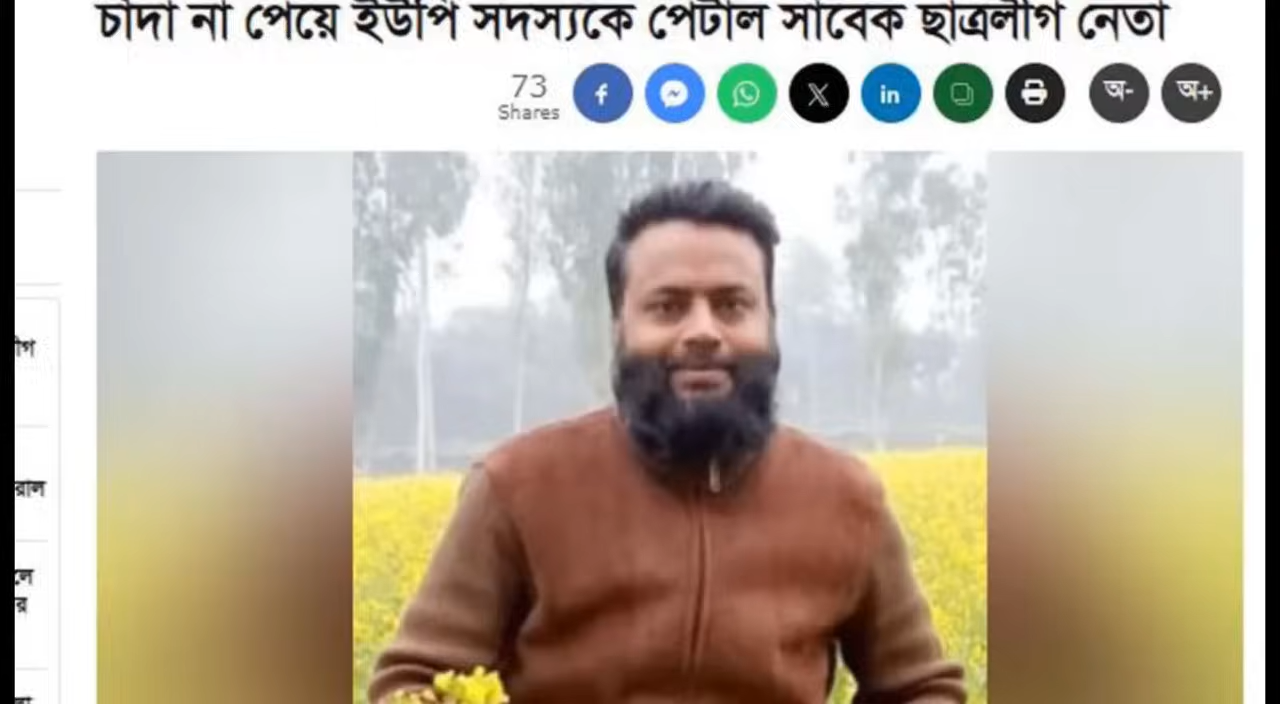 চাঁদা না পেয়ে ইউপি সদস্যকে পেটাল সাবেক ছাত্রলীগ নেতা
73
Shares
অ-
অ+
রাল
লে
র